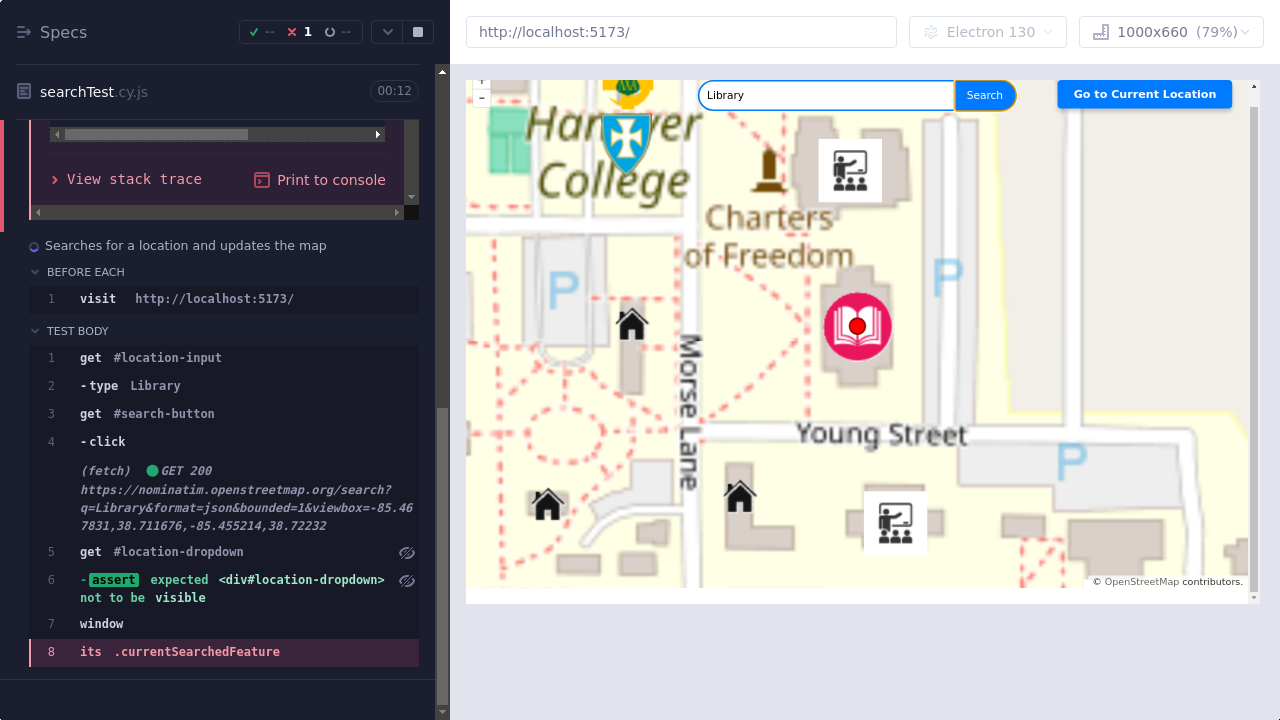 Specs
-- 1 --
searchTest.cy.js 00:12
View stack trace
Print to console
Searches for a location and updates the map
BEFORE EACH
1 visit http://localhost:5173/
TEST BODY
1 get #location-input
2 -type Library
3 get #search-button
4 -click
(fetch) GET 200
https://nominatim.openstreetmap.org/search?
q=Library&format=json&bounded=1&viewbox=-85.46
7831,38.711676,-85.455214,38.72232
5 get #location-dropdown
6 -assert expected <div#location-dropdown>
not to be visible
7 window
8 its .currentSearchedFeature
http://localhost:5173/
Electron 130
1000x660 (79%)
-
Library
Search
Go to Current Location
Hanover
College
Charters
of Freedom
P
P
Morse Lane
Young Street
P
© OpenStreetMap contributors.